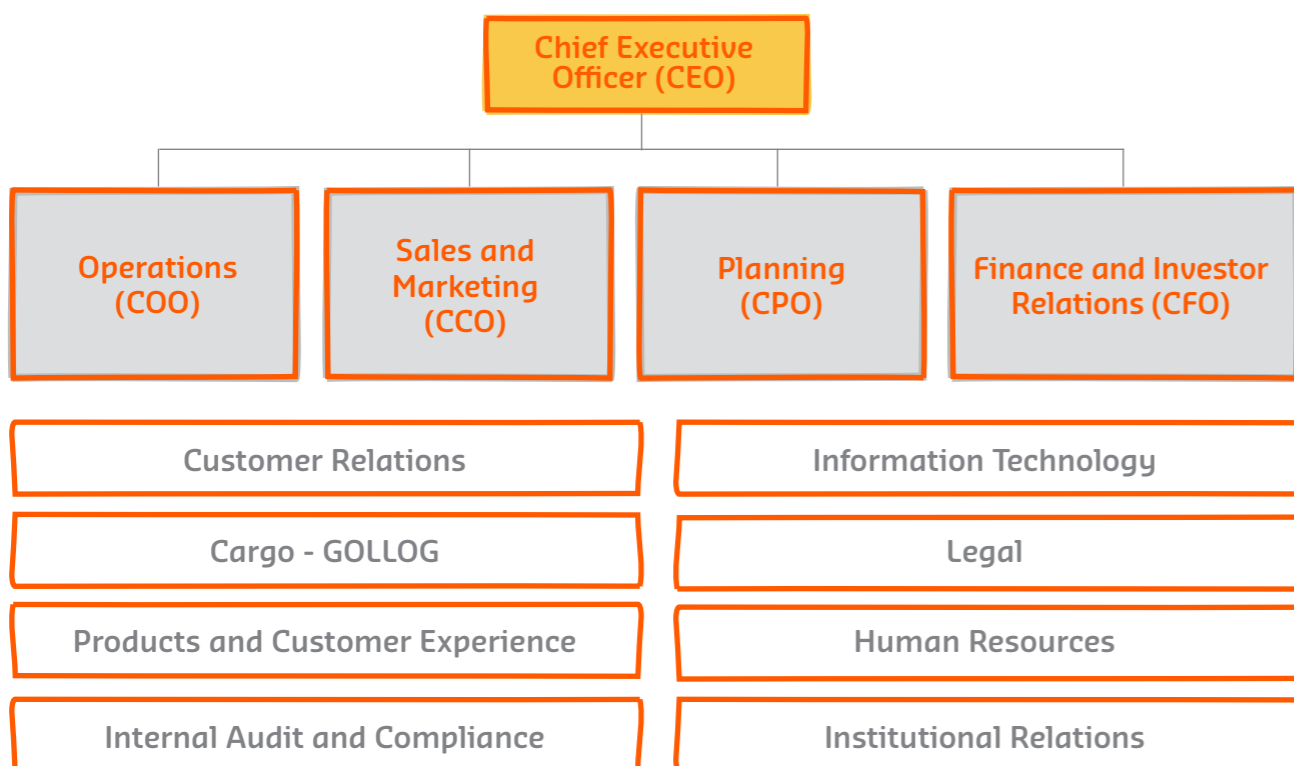 Chief Executive
Officer (CEO)
Operations
(COO)
Sales and
Marketing
(CCO)
Planning
(CPO)
Finance and Investor
Relations (CFO)
Customer Relations
Information Technology
Cargo - GOLLOG
Legal
Products and Customer Experience
Human Resources
Internal Audit and Compliance
Institutional Relations